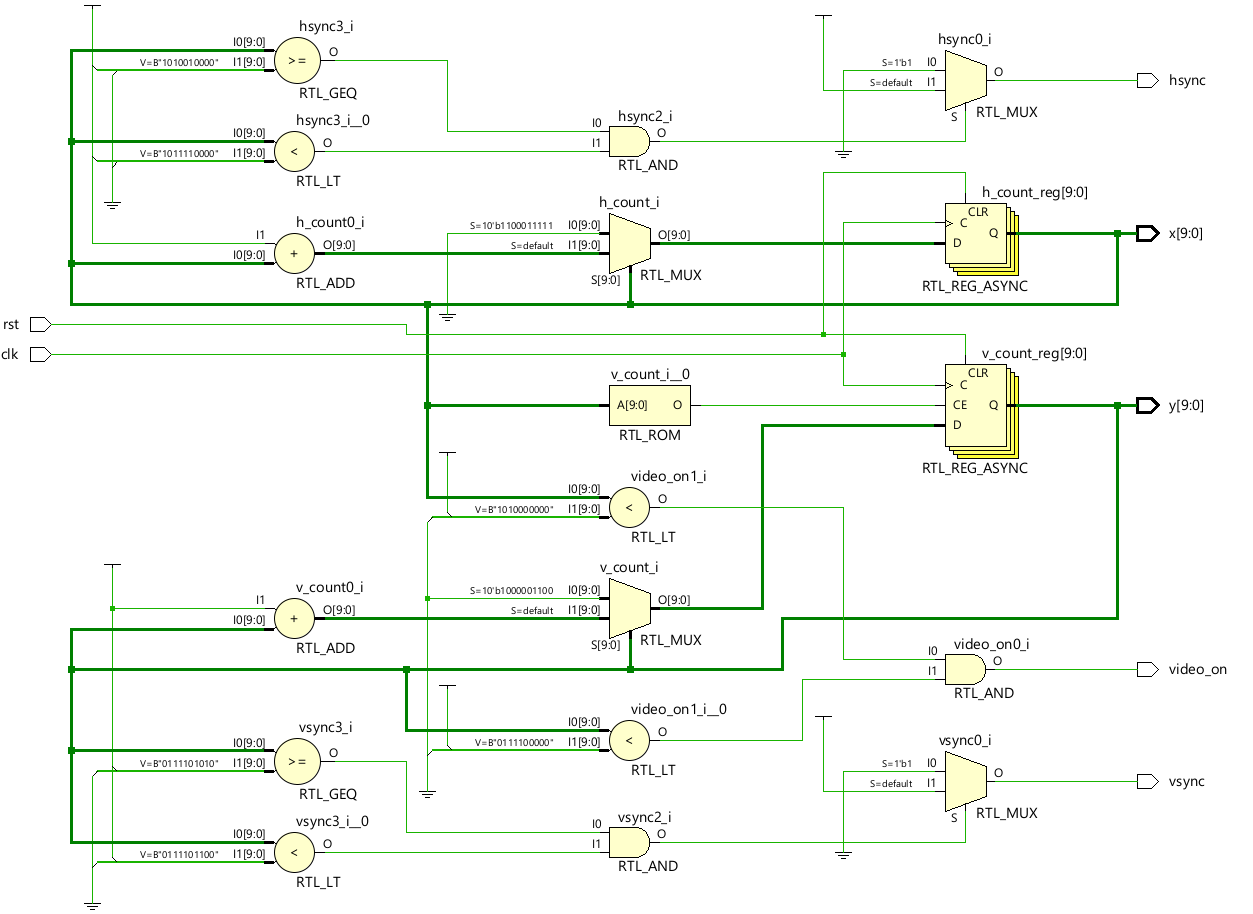 hsync3_i
I0[9:0]
V=B"1010010000" I1[9:0]
>=
O
RTL_GEQ
hsync3_i__0
I0[9:0]
V=B"1011110000" I1[9:0]
<
O
RTL_LT
hsync2_i
I0
I1
O
RTL_AND
hsync0_i
S=1'b1 I0
S=default I1
O
S
RTL_MUX
hsync
h_count0_i
I1
I0[9:0]
+
O[9:0]
RTL_ADD
h_count_i
S=10'b1100011111 I0[9:0]
S=default I1[9:0]
O[9:0]
S[9:0]
RTL_MUX
h_count_reg[9:0]
CLR
C
D
Q
RTL_REG_ASYNC
x[9:0]
rst
clk
v_count_i__0
A[9:0] O
RTL_ROM
v_count_reg[9:0]
CLR
C
CE
D
Q
RTL_REG_ASYNC
y[9:0]
video_on1_i
I0[9:0]
V=B"1010000000" I1[9:0]
<
O
RTL_LT
v_count0_i
I1
I0[9:0]
+
O[9:0]
RTL_ADD
v_count_i
S=10'b1000001100 I0[9:0]
S=default I1[9:0]
O[9:0]
S[9:0]
RTL_MUX
video_on0_i
I0
I1
O
RTL_AND
video_on
video_on1_i__0
I0[9:0]
V=B"0111100000" I1[9:0]
<
O
RTL_LT
vsync3_i
I0[9:0]
V=B"0111101010" I1[9:0]
>=
O
RTL_GEQ
vsync3_i__0
I0[9:0]
V=B"0111101100" I1[9:0]
<
O
RTL_LT
vsync2_i
I0
I1
O
RTL_AND
vsync0_i
S=1'b1 I0
S=default I1
O
S
RTL_MUX
vsync